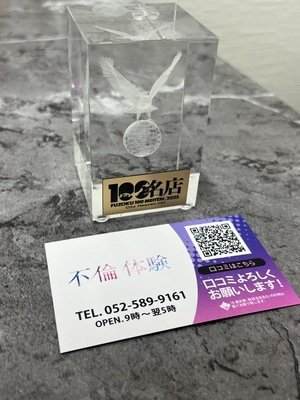 100名店
FUZOKU 100 MEITEN. 2025
不倫体験
TEL. 052-589-9161
OPEN.9時〜翌5時
口コミはこちら
口コミよろしく
お願いします!